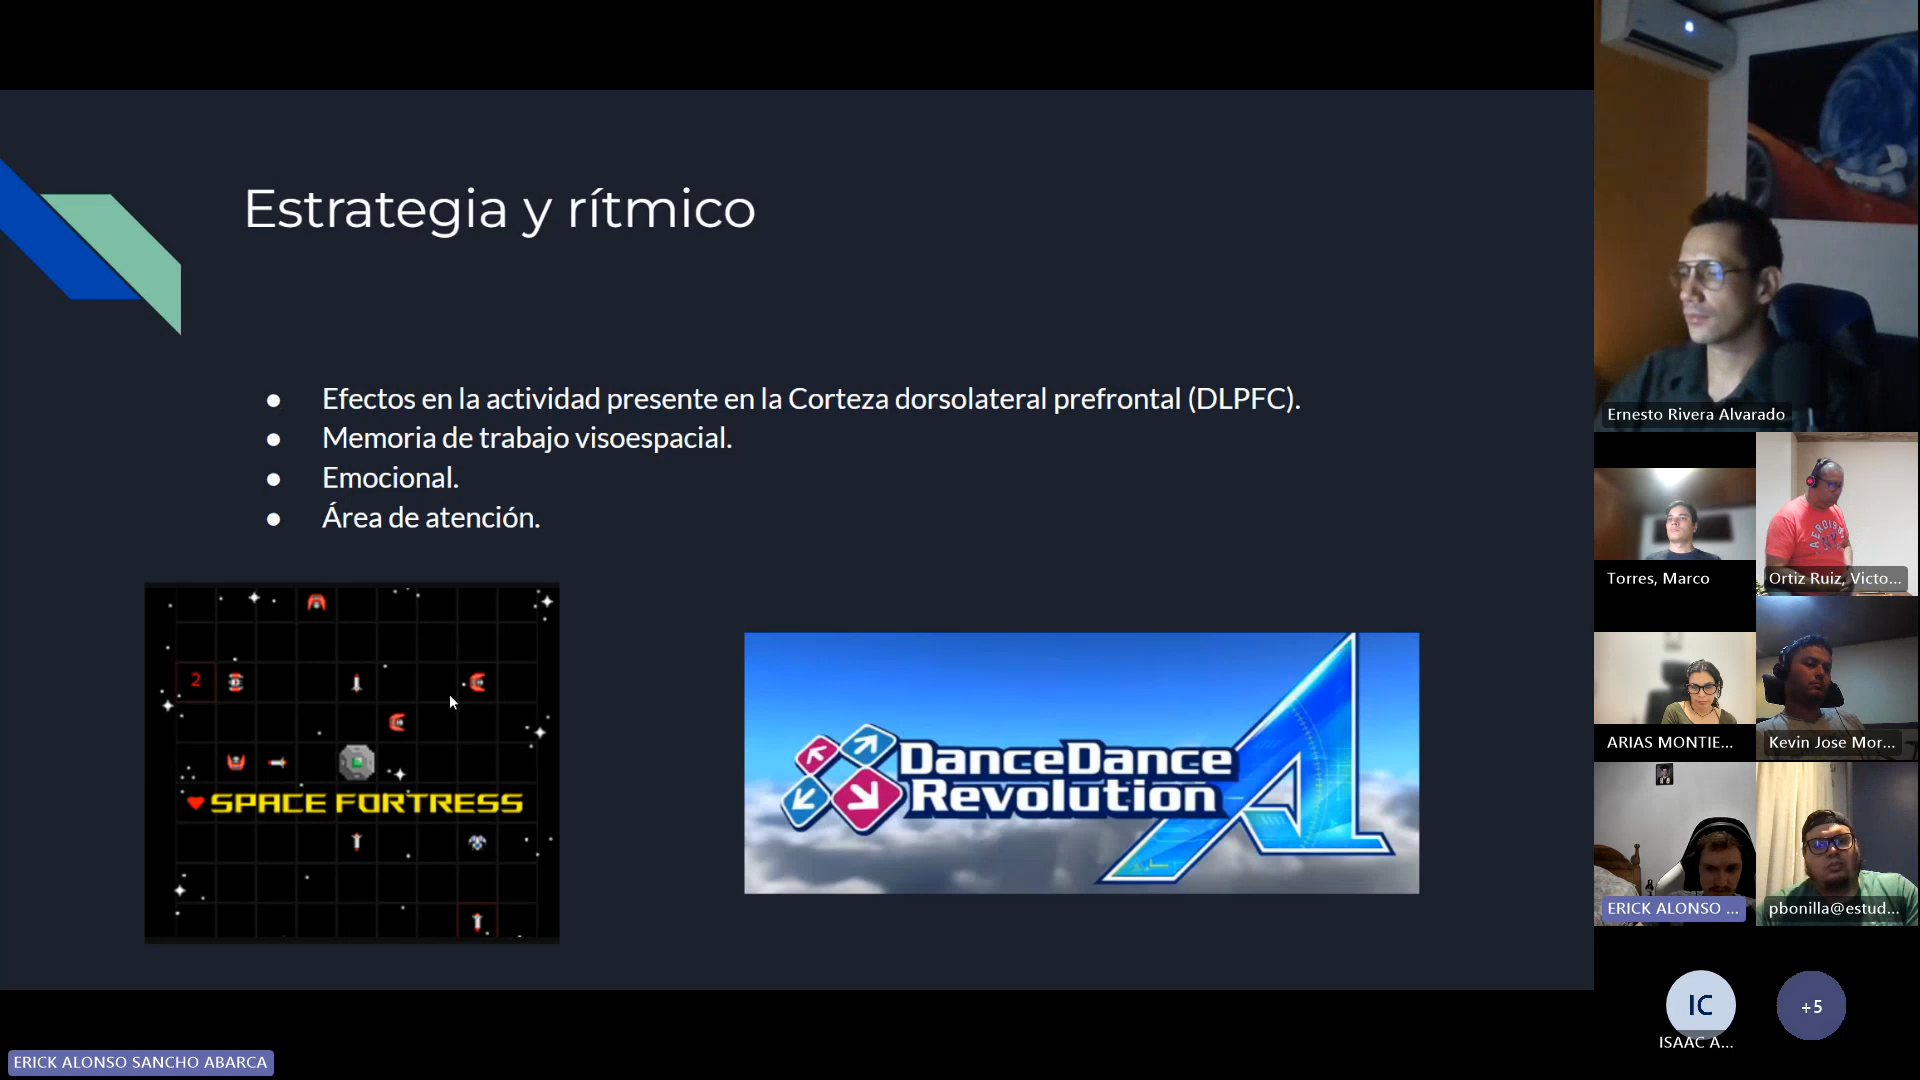 Estrategia y rítmico
● Efectos en la actividad presente en la Corteza dorsolateral prefrontal (DLPFC).
● Memoria de trabajo visoespacial.
● Emocional.
● Área de atención.
2
SPACE FORTRESS
DanceDance
Revolution
A
Ernesto Rivera Alvarado
Torres, Marco
Ortiz Ruiz, Victo...
ARIAS MONTIE...
Kevin Jose Mor...
ERICK ALONSO ...
pbonilla@estud...
IC
+5
ISAAC A...
ERICK ALONSO SANCHO ABARCA